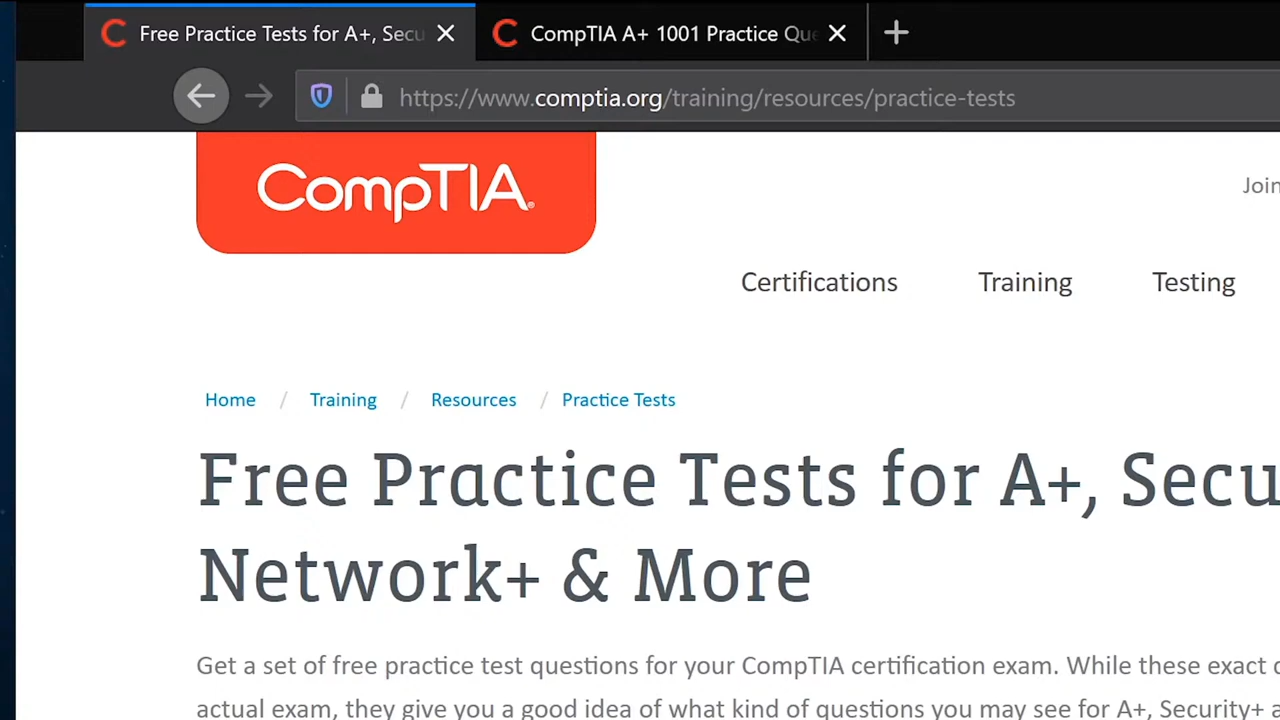 Free Practice Tests for A+, Secu
CompTIA A+ 1001 Practice Qu
https://www.comptia.org/training/resources/practice-tests
CompTIA
Join
Certifications Training Testing
Home / Training / Resources / Practice Tests
Free Practice Tests for A+, Secu
Network+ & More
Get a set of free practice test questions for your CompTIA certification exam. While these exact
actual exam, they give you a good idea of what kind of questions you may see for A+, Security+